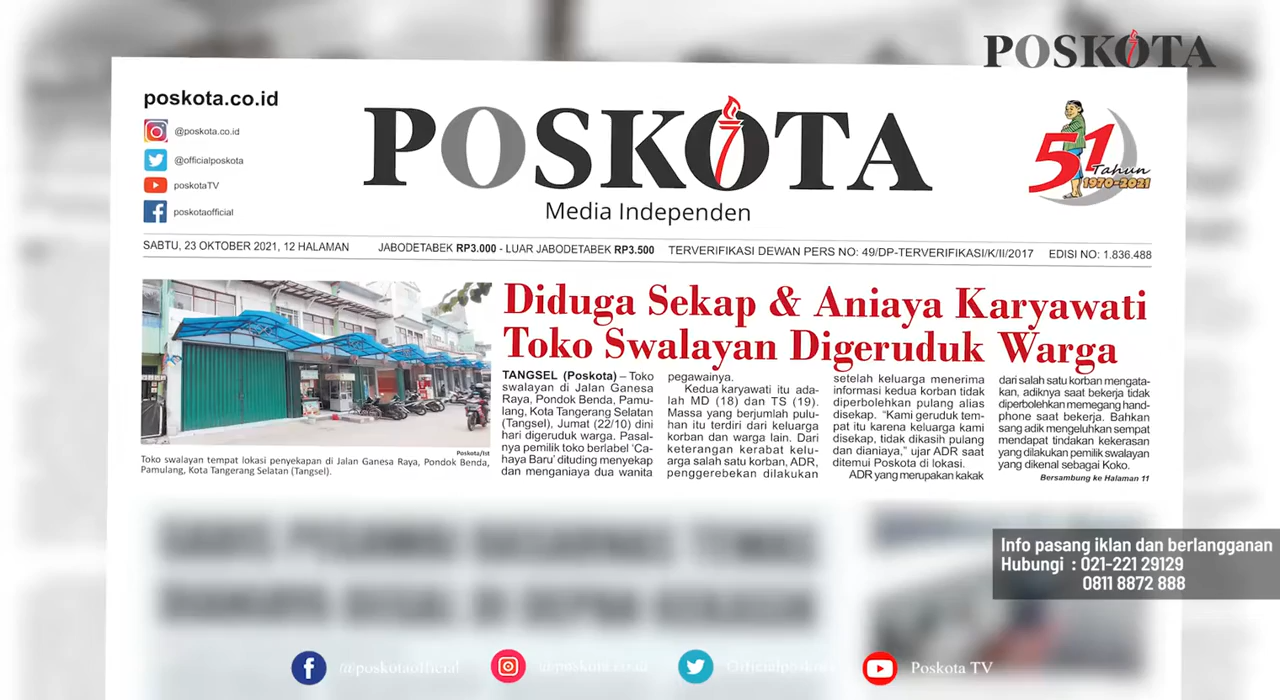 POSKOTA
poskota.co.id
@poskota.co.id
@officialposkota
poskotaTV
poskotaofficial
POSKOTA
Media Independen
51
Tahun
1970-2021
SABTU, 23 OKTOBER 2021, 12 HALAMAN JABODETABEK RP3.000 - LUAR JABODETABEK RP3.500 TERVERIFIKASI DEWAN PERS NO: 49/DP-TERVERIFIKASI/K/II/2017 EDISI NO: 1.836.488
Diduga Sekap & Aniaya Karyawati
Toko Swalayan Digeruduk Warga
Poskota/Ist
Toko swalayan tempat lokasi penyekapan di Jalan Ganesa Raya, Pondok Benda,
Pamulang, Kota Tangerang Selatan (Tangsel).
TANGSEL (Poskota) – Toko
swalayan di Jalan Ganesa
Raya, Pondok Benda, Pamu-
lang, Kota Tangerang Selatan
(Tangsel), Jumat (22/10) dini
hari digeruduk warga. Pasal-
nya pemilik toko berlabel 'Ca-
haya Baru' dituding menyekap
dan menganiaya dua wanita
pegawainya.
Kedua karyawati itu ada-
lah MD (18) dan TS (19).
Massa yang berjumlah pulu-
han itu terdiri dari keluarga
korban dan warga lain. Dari
keterangan kerabat kelu-
arga salah satu korban, ADR,
penggerebekan dilakukan
setelah keluarga menerima
informasi kedua korban tidak
diperbolehkan pulang alias
disekap. "Kami geruduk tem-
pat itu karena keluarga kami
disekap, tidak dikasih pulang
dan dianiaya," ujar ADR saat
ditemui Poskota di lokasi.
ADR yang merupakan kakak
dari salah satu korban mengata-
kan, adiknya saat bekerja tidak
diperbolehkan memegang hand-
phone saat bekerja. Bahkan
sang adik mengeluhkan sempat
mendapat tindakan kekerasan
yang dilakukan pemilik swalayan
yang dikenal sebagai Koko.
Bersambung ke Halaman 11
Info pasang iklan dan berlangganan
Hubungi : 021-221 29129
0811 8872 888
@poskotaofficial @poskota.co.id Officialposkota Poskota TV